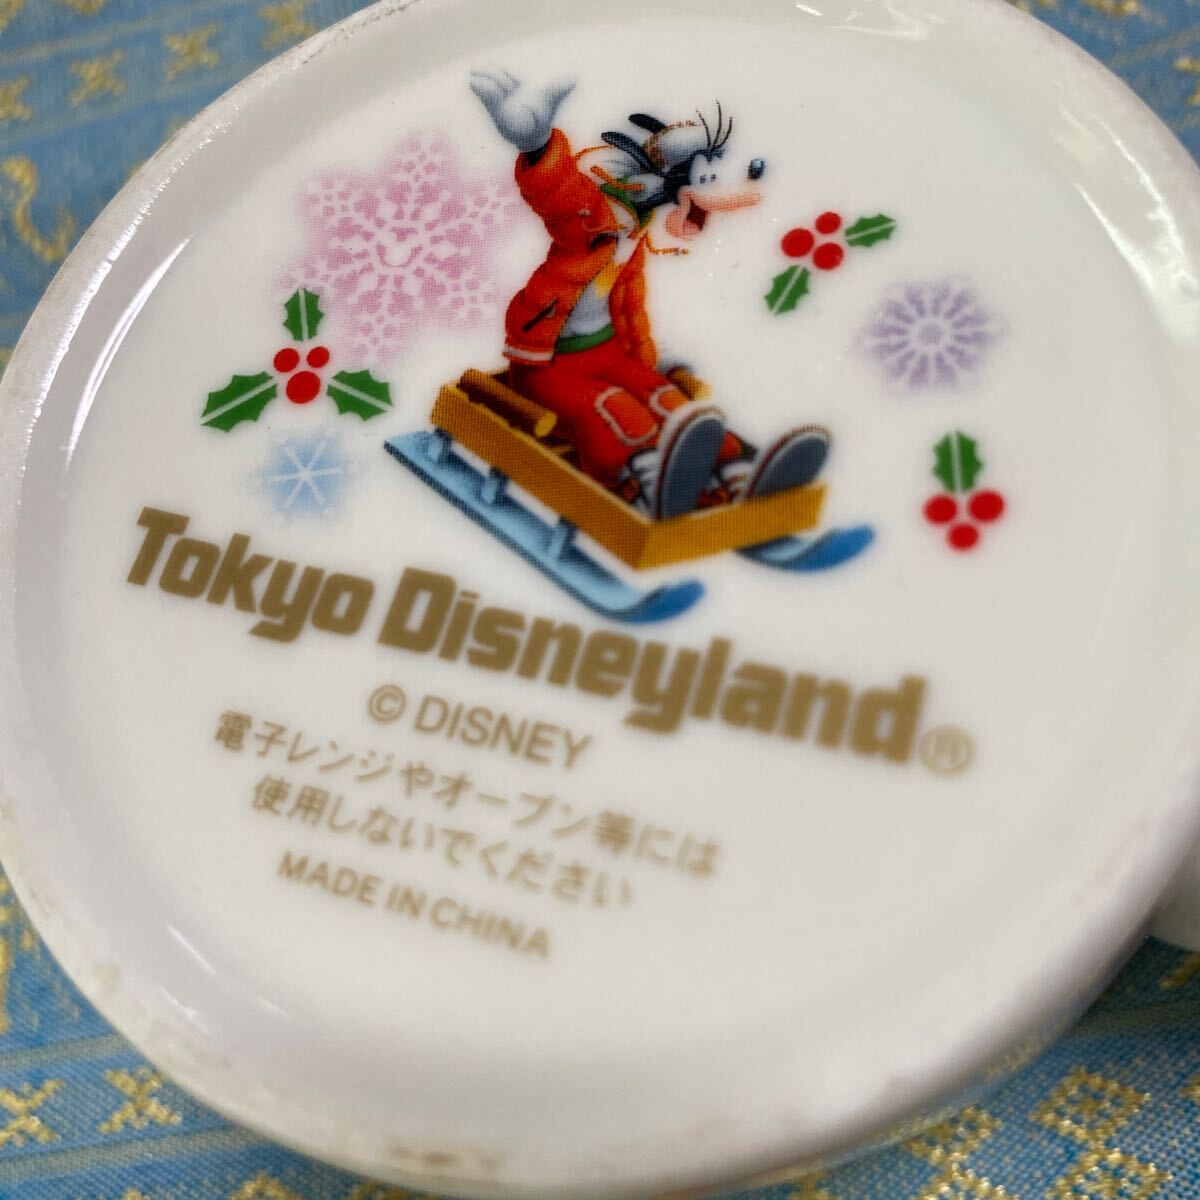 Tokyo Disneyland®
© DISNEY
電子レンジやオーブン等には
使用しないでください
MADE IN CHINA